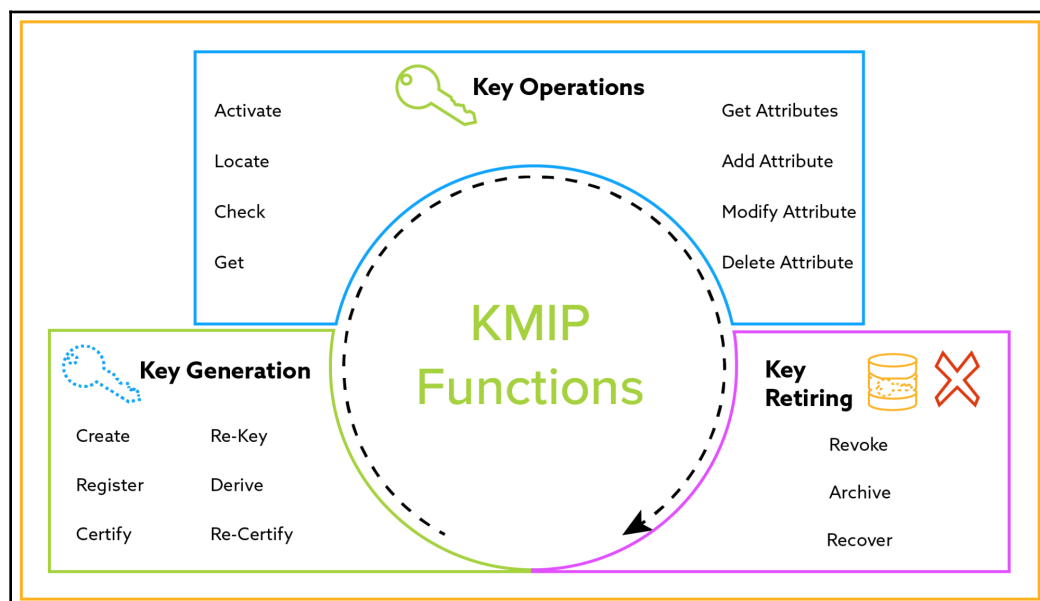 Key Operations
Activate
Locate
Check
Get
Get Attributes
Add Attribute
Modify Attribute
Delete Attribute
KMIP
Functions
Key Generation
Create
Register
Certify
Re-Key
Derive
Re-Certify
Key
Retiring
Revoke
Archive
Recover